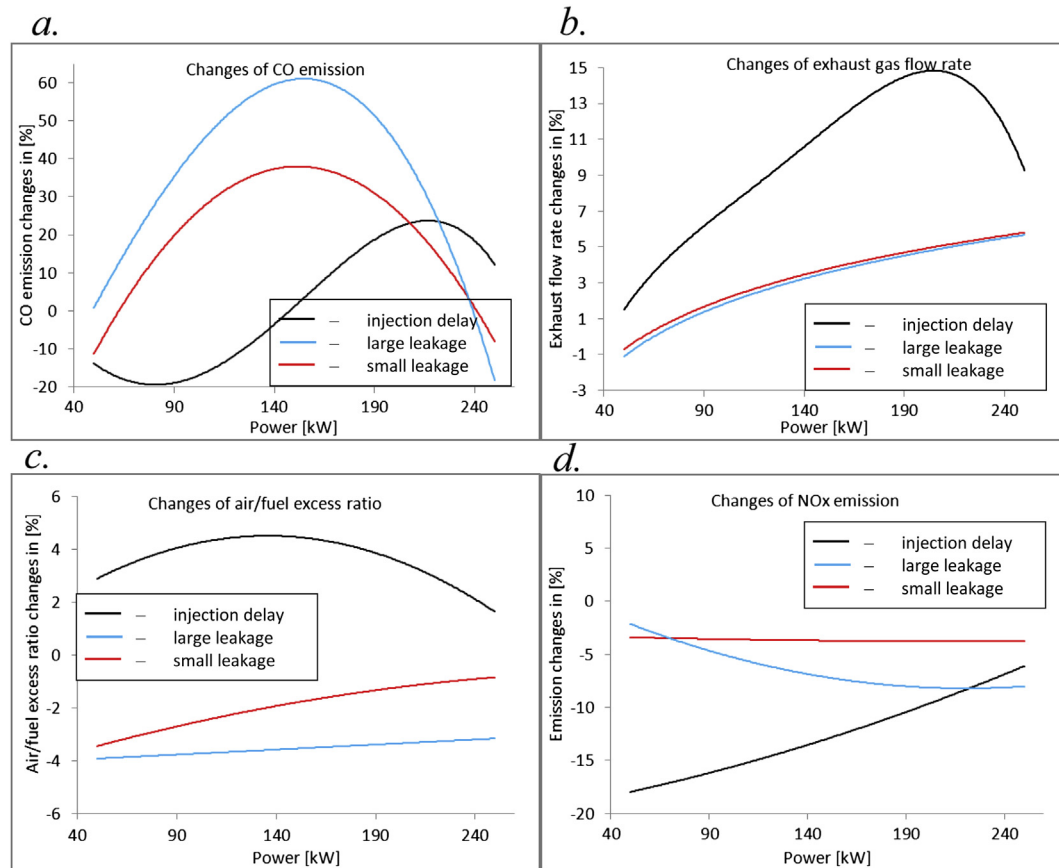 a.
Changes of CO emission
CO emission changes in [%]
60
50
40
30
20
10
0
-10
-20
40
90
140
190
240
Power [kW]
– injection delay
– large leakage
– small leakage
b.
Changes of exhaust gas flow rate
Exhaust flow rate changes in [%]
15
13
11
9
7
5
3
1
-1
-3
40
90
140
190
240
Power [kW]
– injection delay
– large leakage
– small leakage
c.
Changes of air/fuel excess ratio
Air/fuel excess ratio changes in [%]
6
4
2
0
-2
-4
-6
40
90
140
190
240
Power [kW]
– injection delay
– large leakage
– small leakage
d.
Changes of NOx emission
Emission changes in [%]
10
5
0
-5
-10
-15
-20
40
90
140
190
240
Power [kW]
– injection delay
– large leakage
– small leakage